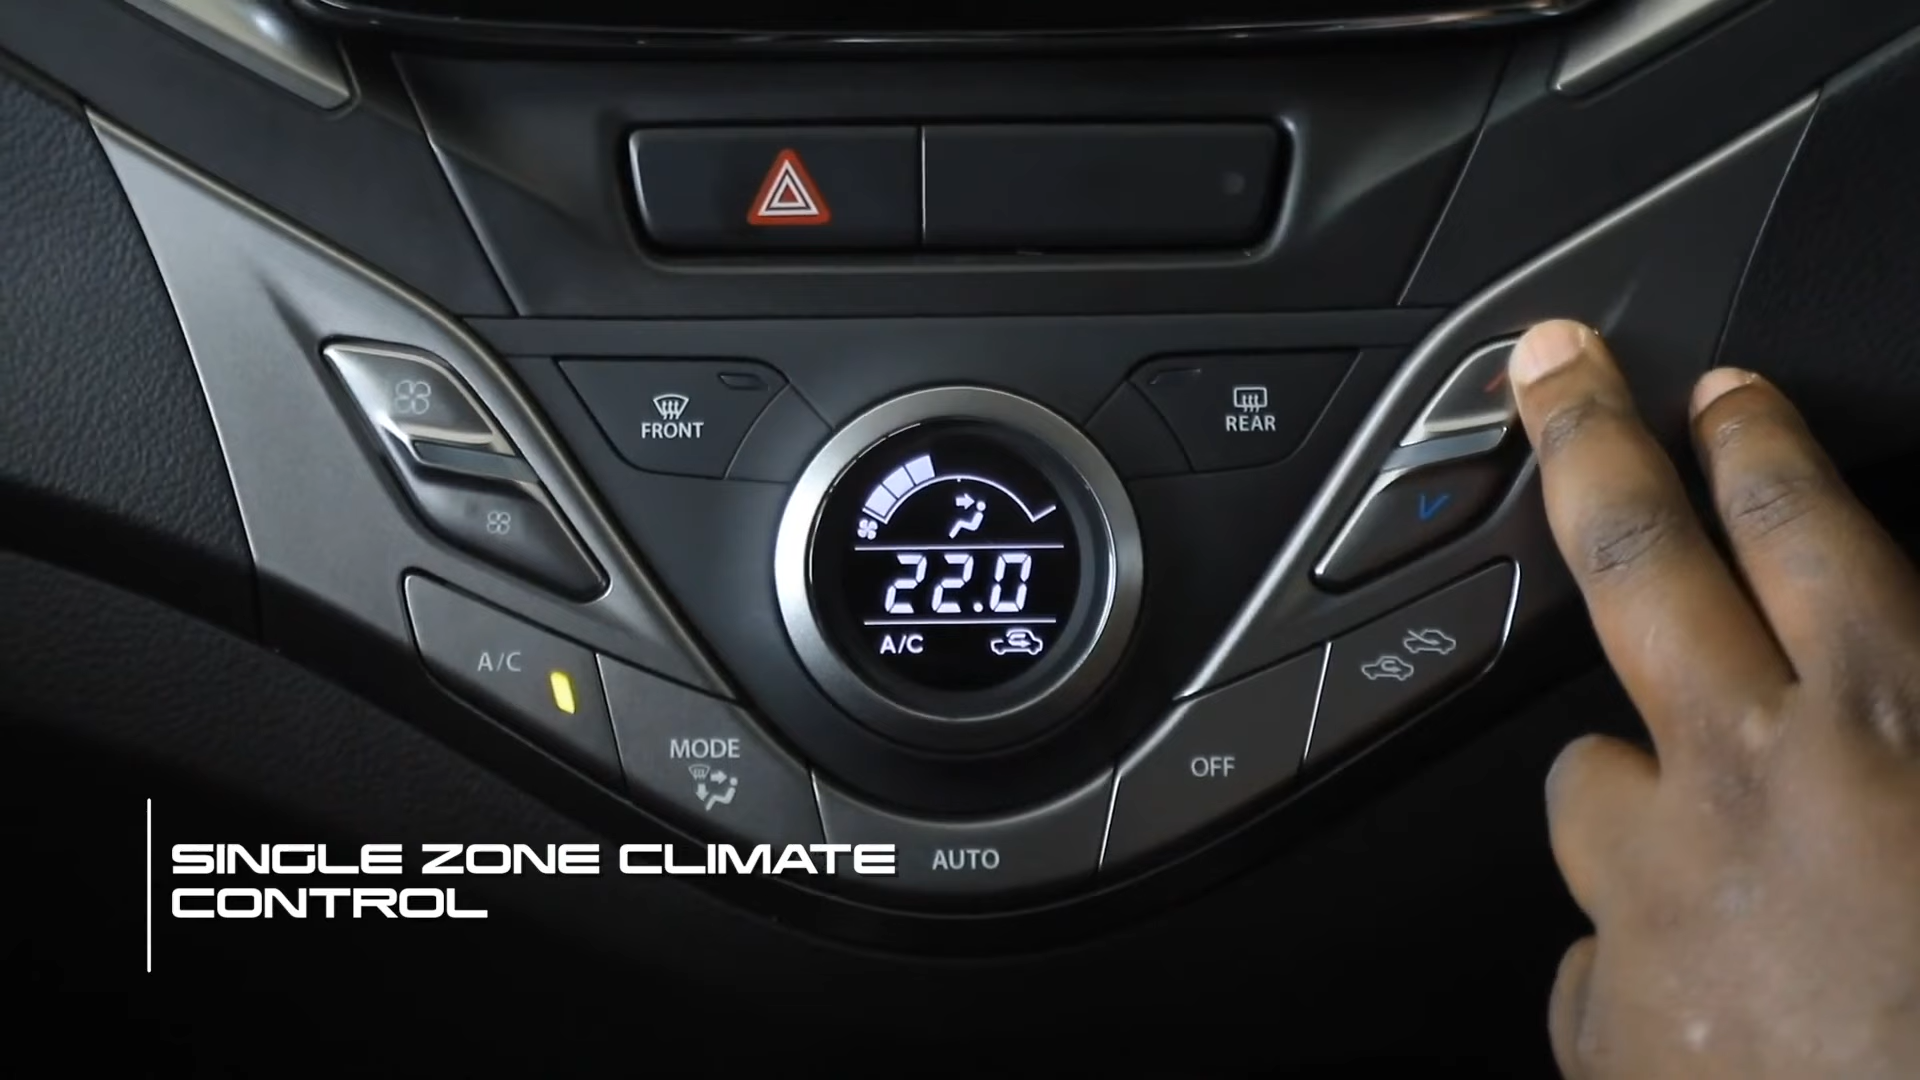 FRONT
REAR
22.0
A/C
A/C
MODE
OFF
AUTO
SINGLE ZONE CLIMATE
CONTROL